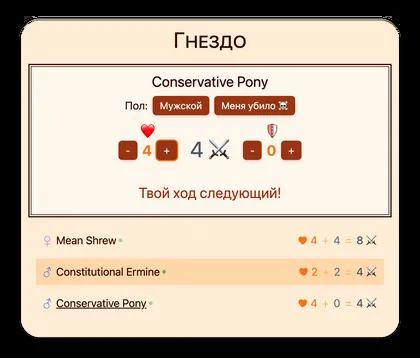 Гнездо
Conservative Pony
Пол: Мужской Меня убило ☠️
❤️ 🛡️
- 4 + 4 ⚔ - 0 +
Твой ход следующий!
♀ Mean Shrew • ♥ 4 + 4 = 8 ⚔
♂ Constitutional Ermine • ♥ 2 + 2 = 4 ⚔
♂ Conservative Pony • ♥ 4 + 0 = 4 ⚔